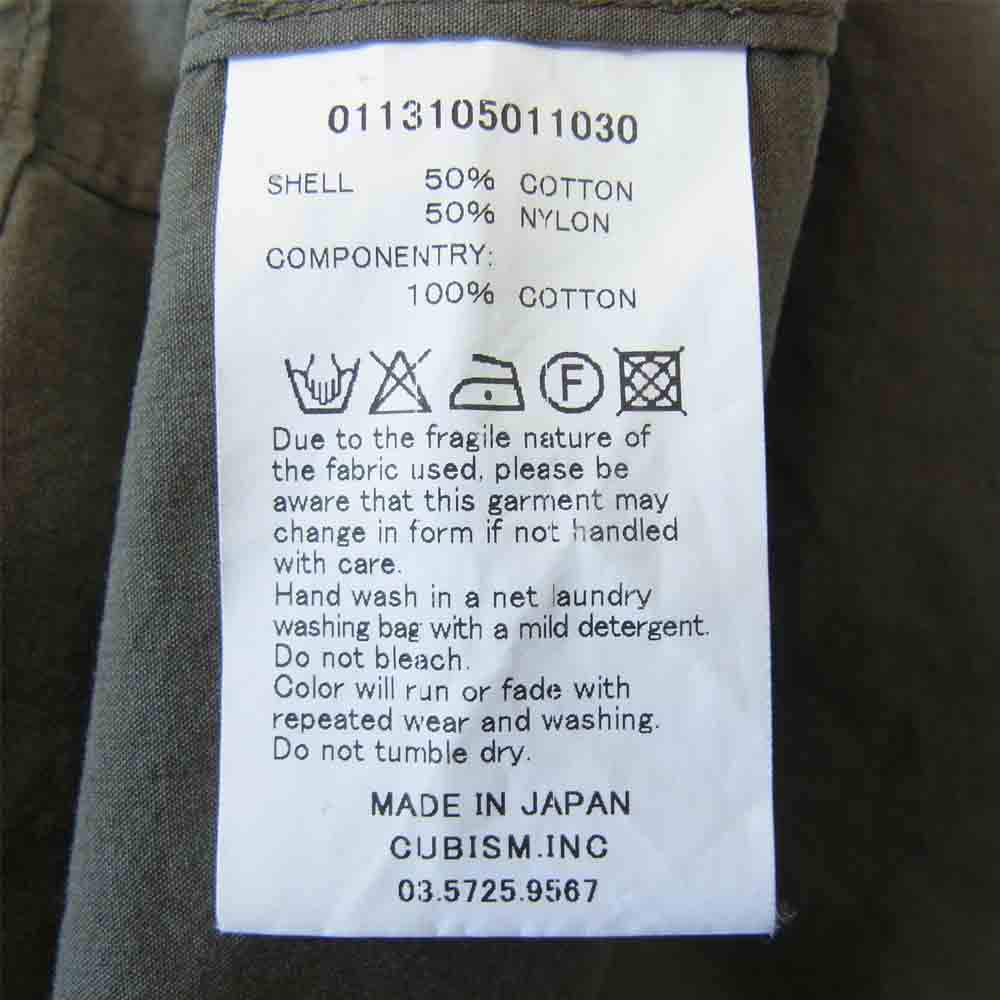 0113105011030
SHELL 50% COTTON
50% NYLON
COMPONENTRY:
100% COTTON
F
Due to the fragile nature of
the fabric used, please be
aware that this garment may
change in form if not handled
with care.
Hand wash in a net laundry
washing bag with a mild detergent.
Do not bleach.
Color will run or fade with
repeated wear and washing.
Do not tumble dry.
MADE IN JAPAN
CUBISM.INC
03.5725.9567